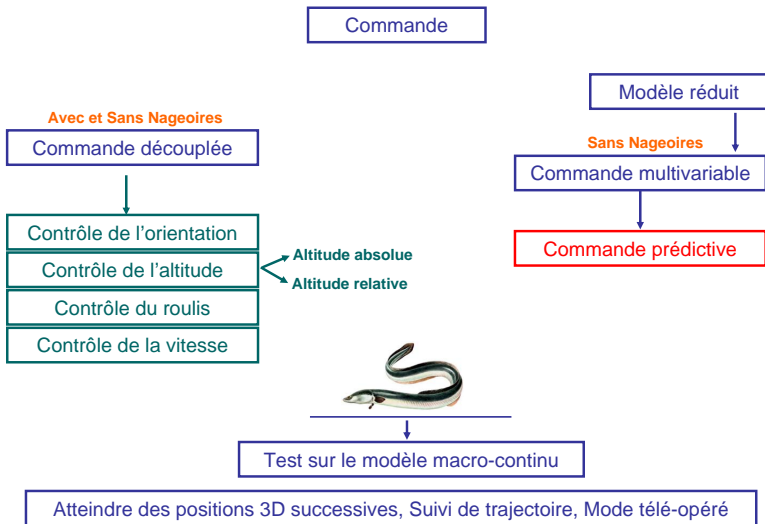 Commande
Modèle réduit
Avec et Sans Nageoires
Commande découplée
Sans Nageoires
Commande multivariable
Contrôle de l'orientation
Contrôle de l'altitude
Altitude absolue
Altitude relative
Commande prédictive
Contrôle du roulis
Contrôle de la vitesse
Test sur le modèle macro-continu
Atteindre des positions 3D successives, Suivi de trajectoire, Mode télé-opéré